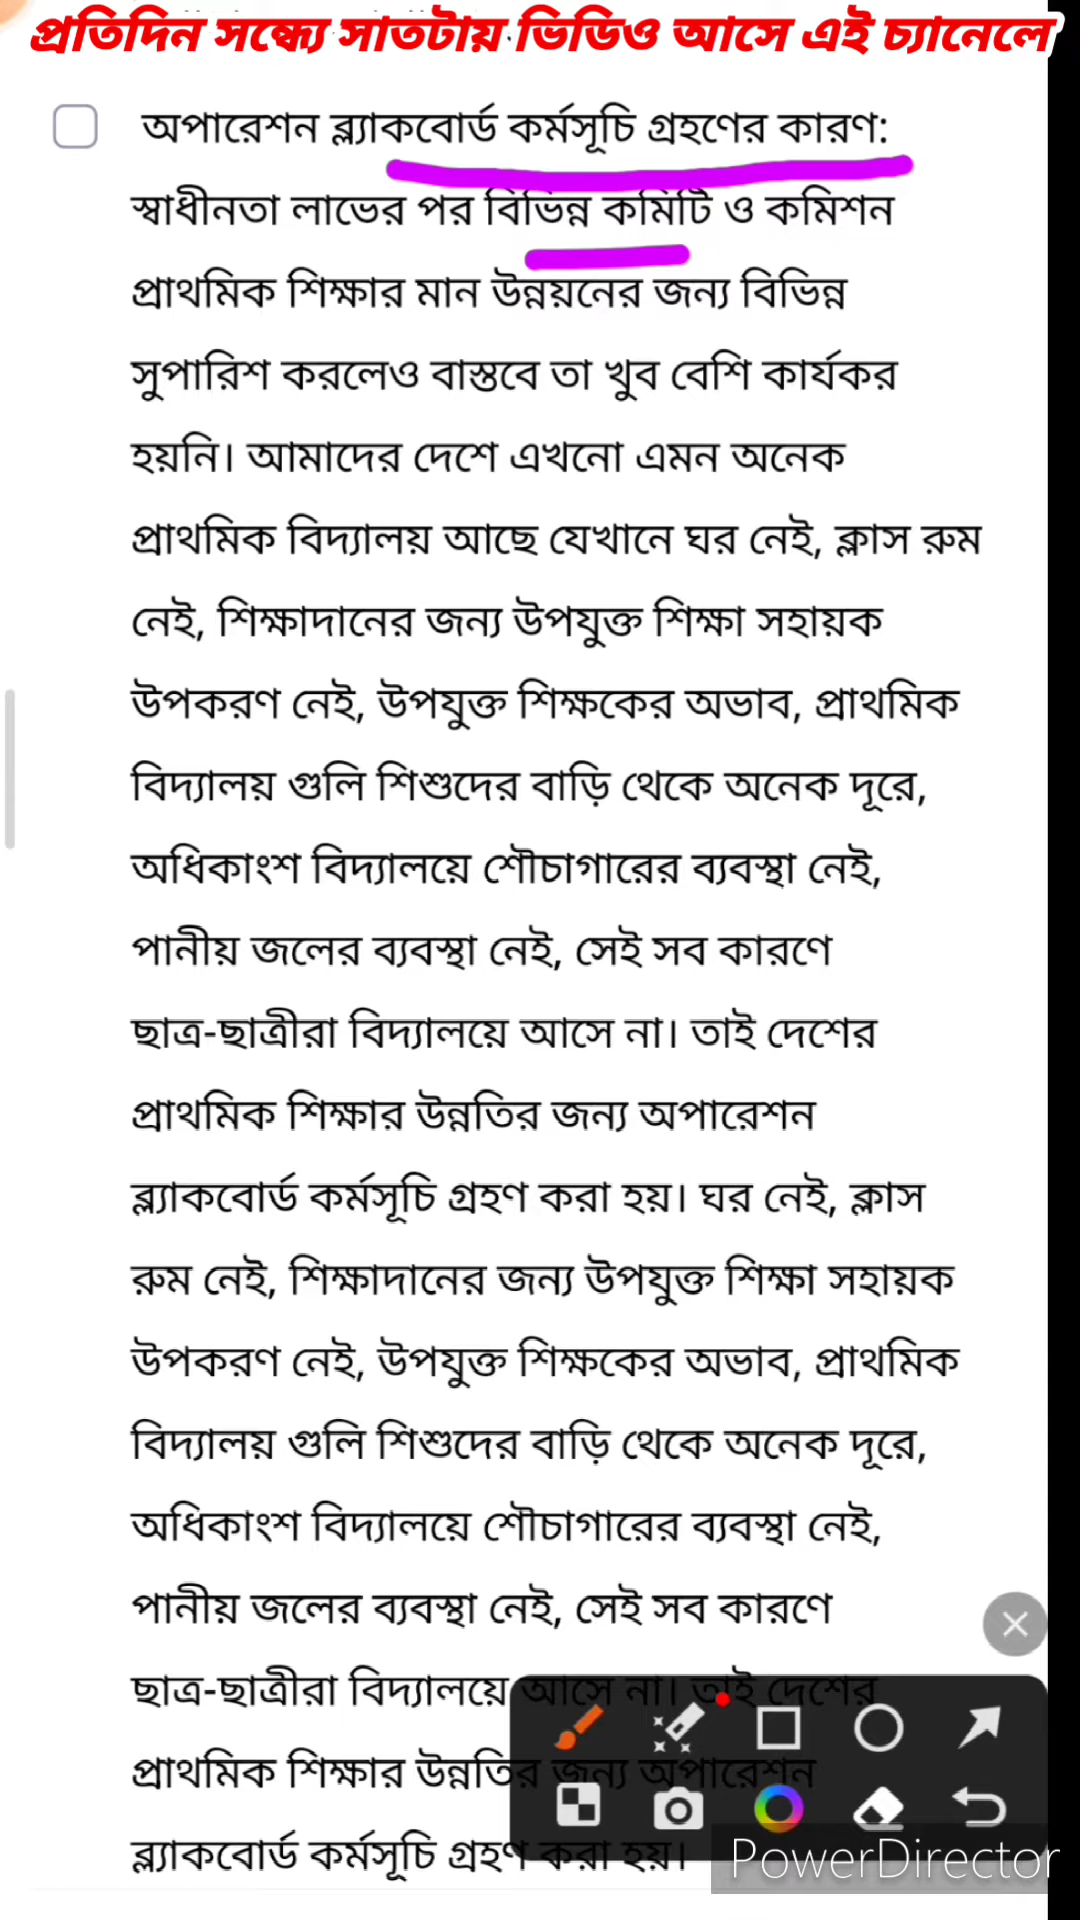 প্রতিদিন সন্ধ্যে সাতটায় ভিডিও আসে এই চ্যানেলে
অপারেশন ব্ল্যাকবোর্ড কর্মসূচি গ্রহণের কারণ:
স্বাধীনতা লাভের পর বিভিন্ন কমিটি ও কমিশন
প্রাথমিক শিক্ষার মান উন্নয়নের জন্য বিভিন্ন
সুপারিশ করলেও বাস্তবে তা খুব বেশি কার্যকর
হয়নি। আমাদের দেশে এখনো এমন অনেক
প্রাথমিক বিদ্যালয় আছে যেখানে ঘর নেই, ক্লাস রুম
নেই, শিক্ষাদানের জন্য উপযুক্ত শিক্ষা সহায়ক
উপকরণ নেই, উপযুক্ত শিক্ষকের অভাব, প্রাথমিক
বিদ্যালয় গুলি শিশুদের বাড়ি থেকে অনেক দূরে,
অধিকাংশ বিদ্যালয়ে শৌচাগারের ব্যবস্থা নেই,
পানীয় জলের ব্যবস্থা নেই, সেই সব কারণে
ছাত্র-ছাত্রীরা বিদ্যালয়ে আসে না। তাই দেশের
প্রাথমিক শিক্ষার উন্নতির জন্য অপারেশন
ব্ল্যাকবোর্ড কর্মসূচি গ্রহণ করা হয়। ঘর নেই, ক্লাস
রুম নেই, শিক্ষাদানের জন্য উপযুক্ত শিক্ষা সহায়ক
উপকরণ নেই, উপযুক্ত শিক্ষকের অভাব, প্রাথমিক
বিদ্যালয় গুলি শিশুদের বাড়ি থেকে অনেক দূরে,
অধিকাংশ বিদ্যালয়ে শৌচাগারের ব্যবস্থা নেই,
পানীয় জলের ব্যবস্থা নেই, সেই সব কারণে
ছাত্র-ছাত্রীরা বিদ্যালয়ে আসে না। তাই দেশের
প্রাথমিক শিক্ষার উন্নতির জন্য অপারেশন
ব্ল্যাকবোর্ড কর্মসূচি গ্রহণ করা হয়।
PowerDirector